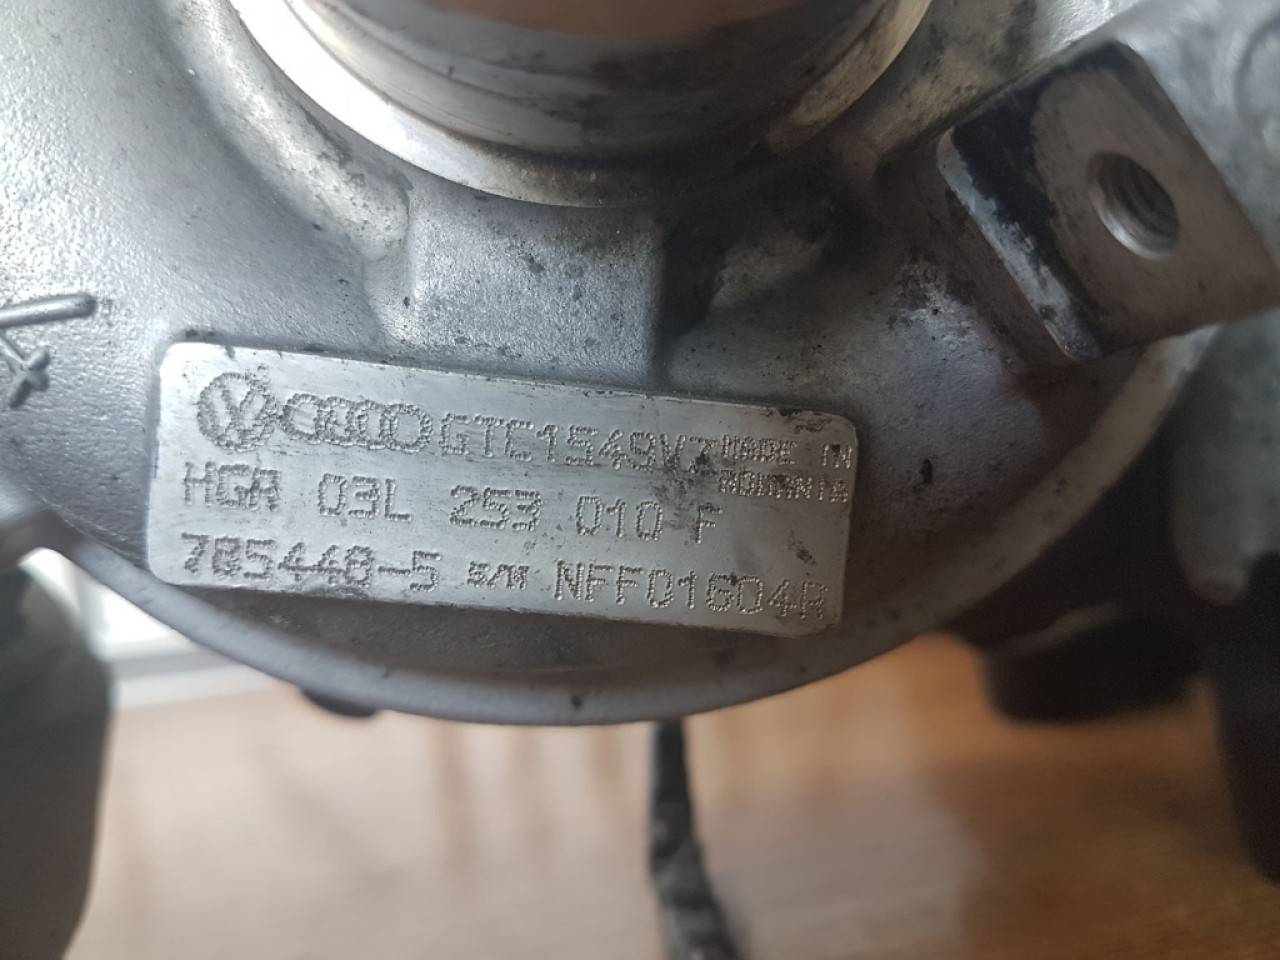 GTC1549VZ MADE IN
ROMANIA
HGR 03L 253 010 F
785448-5 S/N NFF01604R